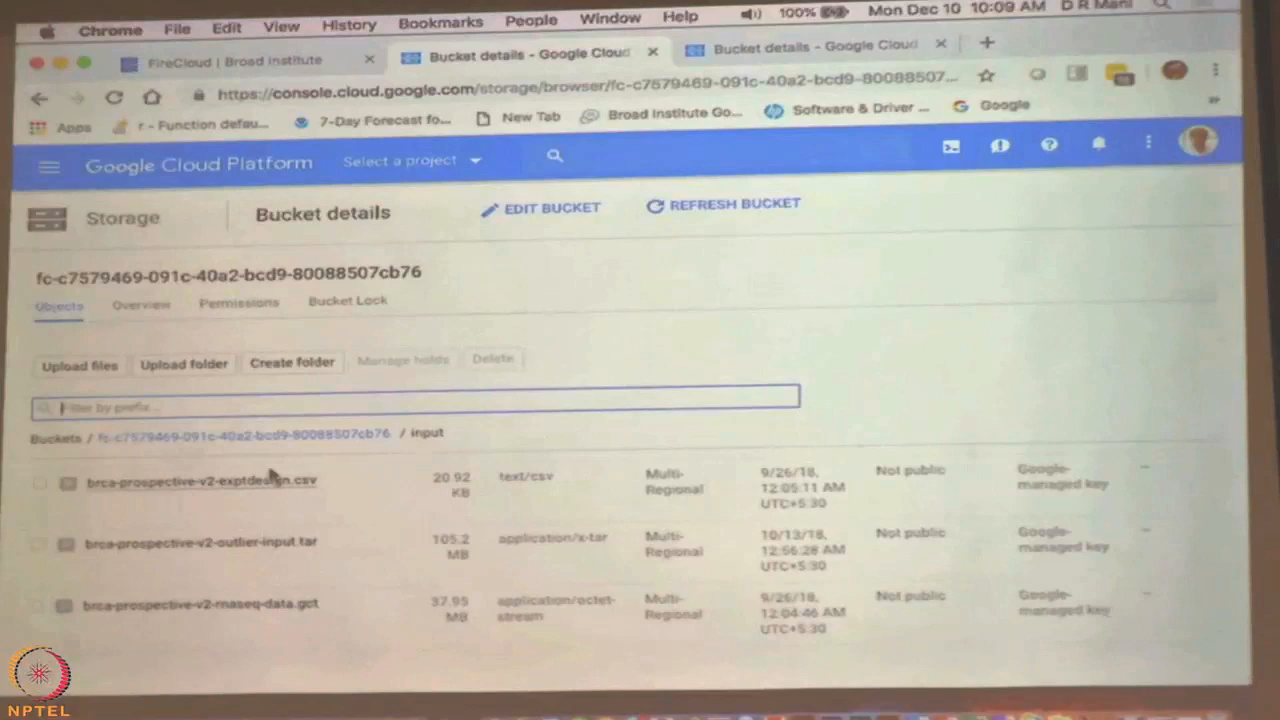 Chrome File Edit View History Bookmarks People Window Help 100% Mon Dec 10 10:09 AM D R Mani
FireCloud | Broad Institute × Bucket details - Google Cloud × Bucket details - Google Cloud × +
https://console.cloud.google.com/storage/browser/fc-c7579469-091c-40a2-bcd9-80088507...
Apps r - Function defau... 7-Day Forecast fo... New Tab Broad Institute Go... Software & Driver ... Google »
Google Cloud Platform Select a project
Storage Bucket details EDIT BUCKET REFRESH BUCKET
fc-c7579469-091c-40a2-bcd9-80088507cb76
Objects Overview Permissions Bucket Lock
Upload files Upload folder Create folder Manage holds Delete
Filter by prefix...
Buckets / fc-c7579469-091c-40a2-bcd9-80088507cb76 / input
brca-prospective-v2-exptdesign.csv 20.92 KB text/csv Multi-Regional 9/26/18, 12:05:11 AM UTC+5:30 Not public Google-managed key –
brca-prospective-v2-outlier-input.tar 105.2 MB application/x-tar Multi-Regional 10/13/18, 12:56:28 AM UTC+5:30 Not public Google-managed key –
brca-prospective-v2-rnaseq-data.gct 37.95 MB application/octet-stream Multi-Regional 9/26/18, 12:04:46 AM UTC+5:30 Not public Google-managed key –
NPTEL